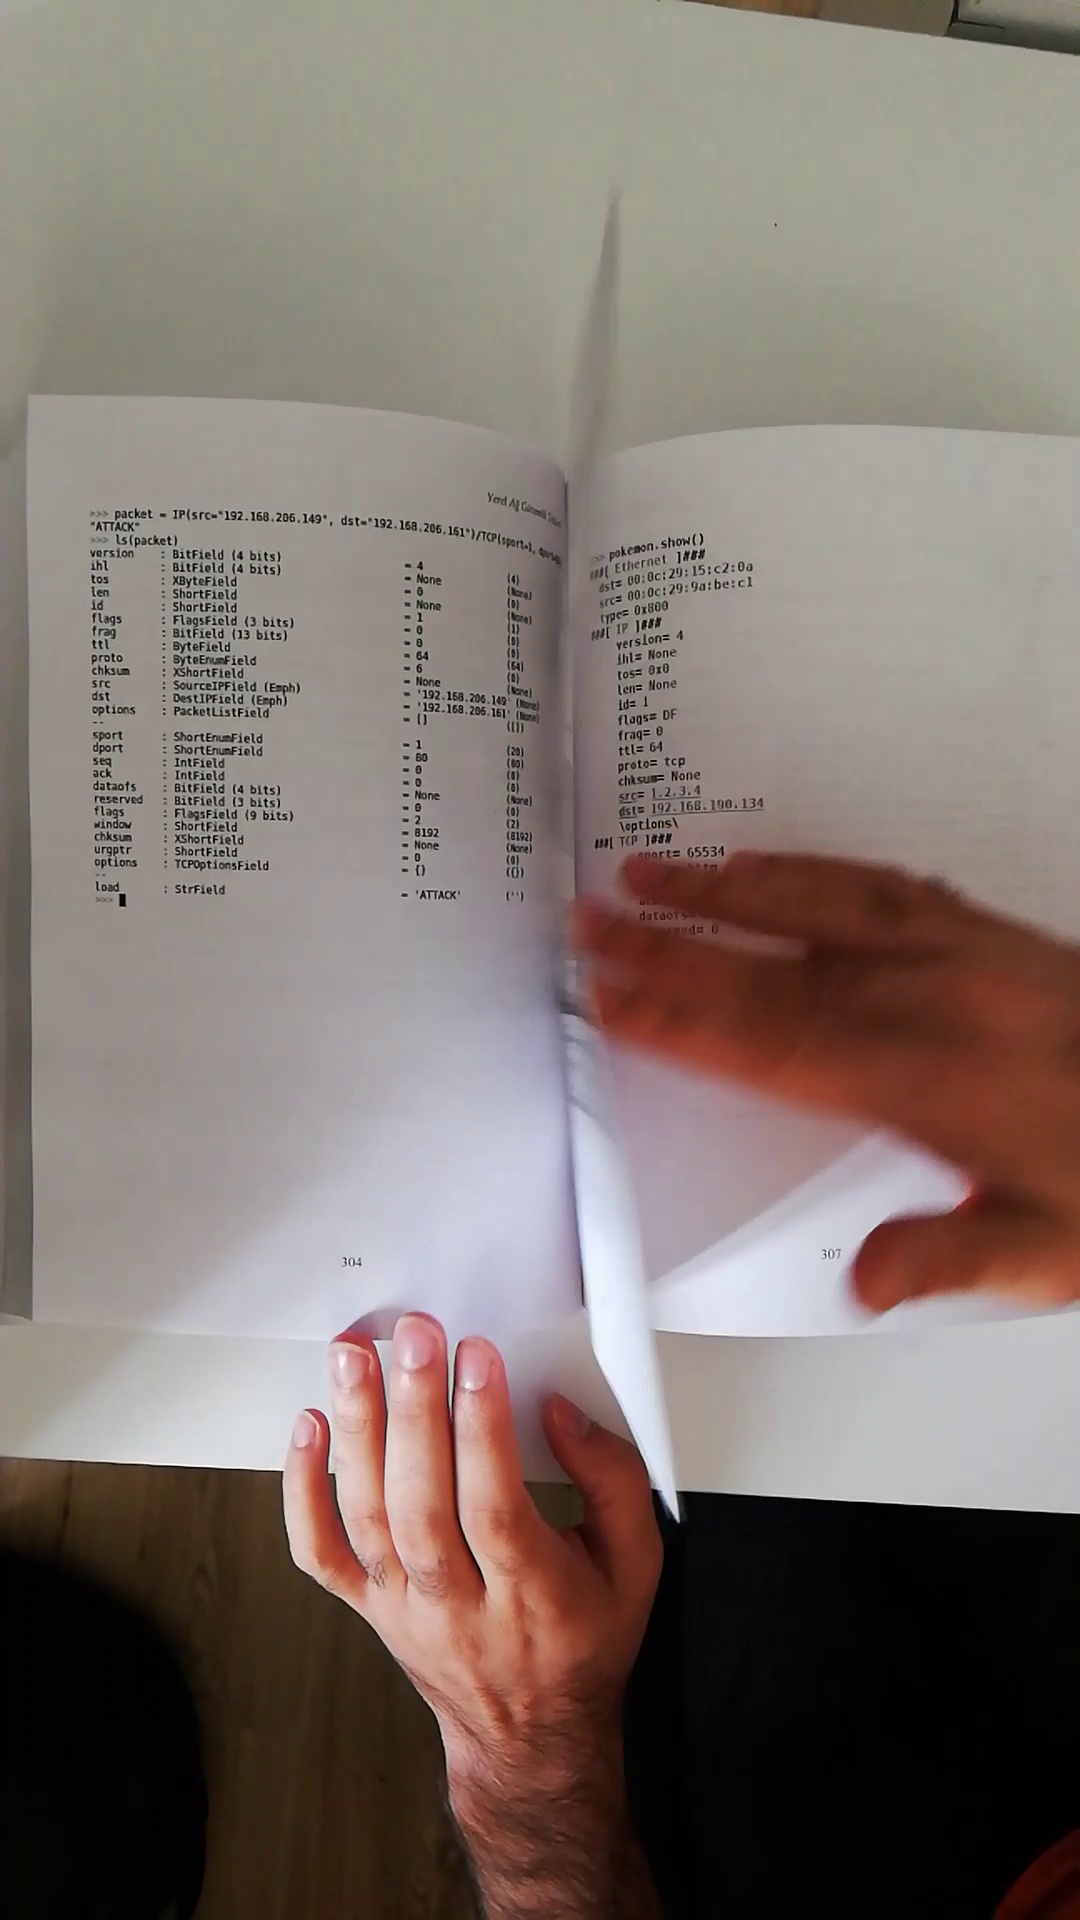 Yerel Ağ Güvenlik
>>> packet = IP(src="192.168.206.149", dst="192.168.206.161")/TCP(sport=1,
"ATTACK"
>>> ls(packet)
version : BitField (4 bits) = 4 (4)
ihl : BitField (4 bits) = None (None)
tos : XByteField = 0 (0)
len : ShortField = None (None)
id : ShortField = 1 (1)
flags : FlagsField (3 bits) = 0 (0)
frag : BitField (13 bits) = 0 (0)
ttl : ByteField = 64 (64)
proto : ByteEnumField = 6 (0)
chksum : XShortField = None (None)
src : SourceIPField (Emph) = '192.168.206.149' (None)
dst : DestIPField (Emph) = '192.168.206.161' (None)
options : PacketListField = [] ([])
--
sport : ShortEnumField = 1 (20)
dport : ShortEnumField = 80 (80)
seq : IntField = 0 (0)
ack : IntField = 0 (0)
dataofs : BitField (4 bits) = None (None)
reserved : BitField (3 bits) = 0 (0)
flags : FlagsField (9 bits) = 2 (2)
window : ShortField = 8192 (8192)
chksum : XShortField = None (None)
urgptr : ShortField = 0 (0)
options : TCPOptionsField = {} ({})
--
load : StrField = 'ATTACK' ('')
>>>
304
>>> pokemon.show()
###[ Ethernet ]###
dst= 00:0c:29:15:c2:0a
src= 00:0c:29:9a:be:c1
type= 0x800
###[ IP ]###
version= 4
ihl= None
tos= 0x0
len= None
id= 1
flags= DF
frag= 0
ttl= 64
proto= tcp
chksum= None
src= 1.2.3.4
dst= 192.168.190.134
\options\
###[ TCP ]###
sport= 65534
dataofs=
307